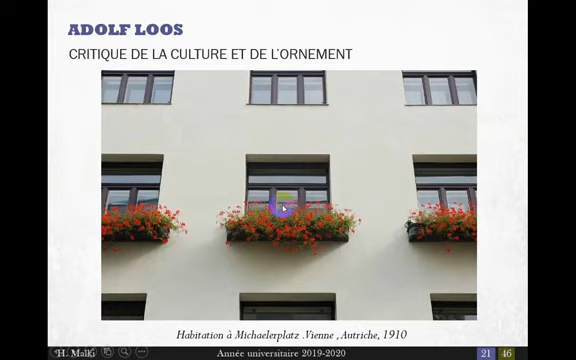 ADOLF LOOS
CRITIQUE DE LA CULTURE ET DE L'ORNEMENT
Habitation à Michaelerplatz .Vienne , Autriche, 1910
H. Malki
Année universitaire 2019-2020
21
46